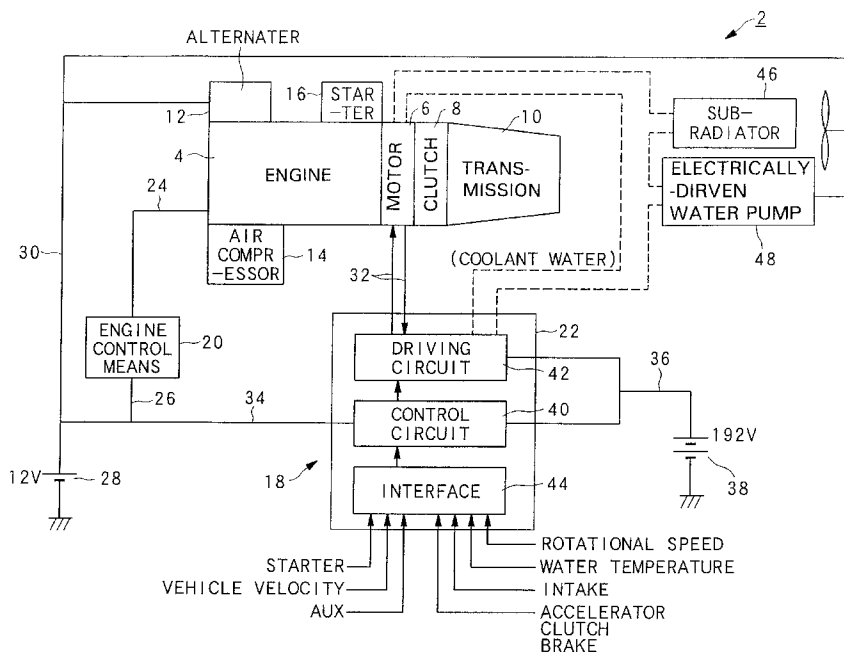 2
ALTERNATER
46
16
STAR
-TER
6
8
10
12
SUB-
RADIATOR
4
ENGINE
MOTOR
CLUTCH
TRANS-
MISSION
ELECTRICALLY
-DIRVEN
WATER PUMP
24
AIR
COMPR
-ESSOR
14
30
32
(COOLANT WATER)
48
ENGINE
CONTROL
MEANS
20
22
DRIVING
CIRCUIT
42
36
26
34
CONTROL
CIRCUIT
40
192V
12V
28
18
INTERFACE
44
38
STARTER
ROTATIONAL SPEED
VEHICLE VELOCITY
WATER TEMPERATURE
AUX
INTAKE
ACCELERATOR
CLUTCH
BRAKE